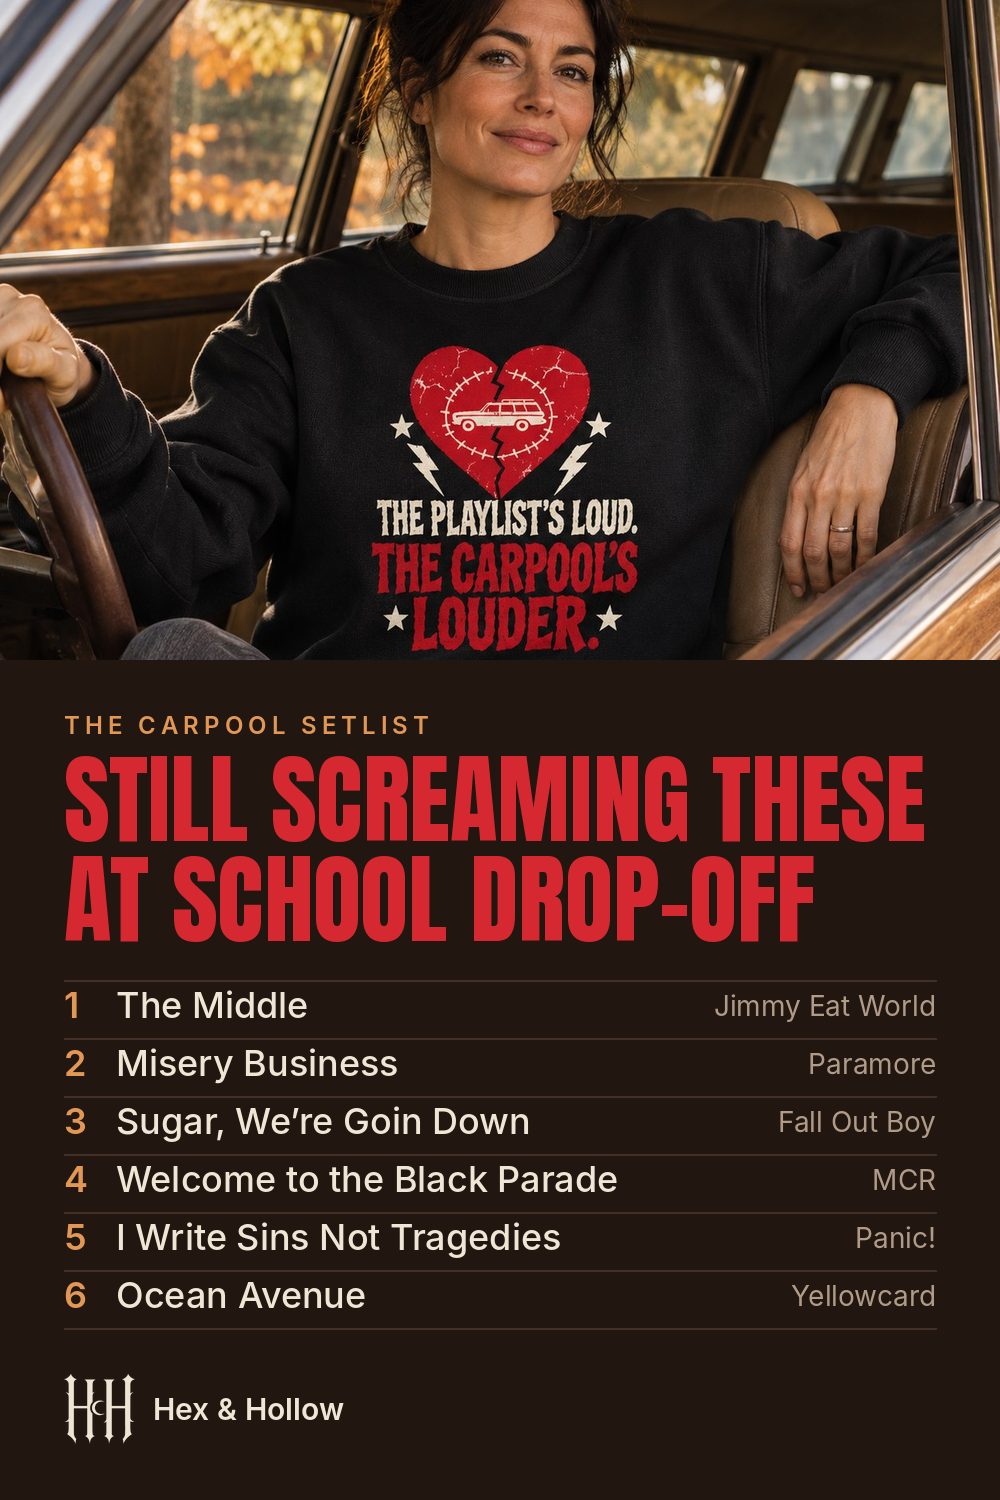 THE PLAYLIST'S LOUD.
THE CARPOOL'S
LOUDER.
THE CARPOOL SETLIST
STILL SCREAMING THESE
AT SCHOOL DROP-OFF
1 The Middle Jimmy Eat World
2 Misery Business Paramore
3 Sugar, We’re Goin Down Fall Out Boy
4 Welcome to the Black Parade MCR
5 I Write Sins Not Tragedies Panic!
6 Ocean Avenue Yellowcard
HCH Hex & Hollow